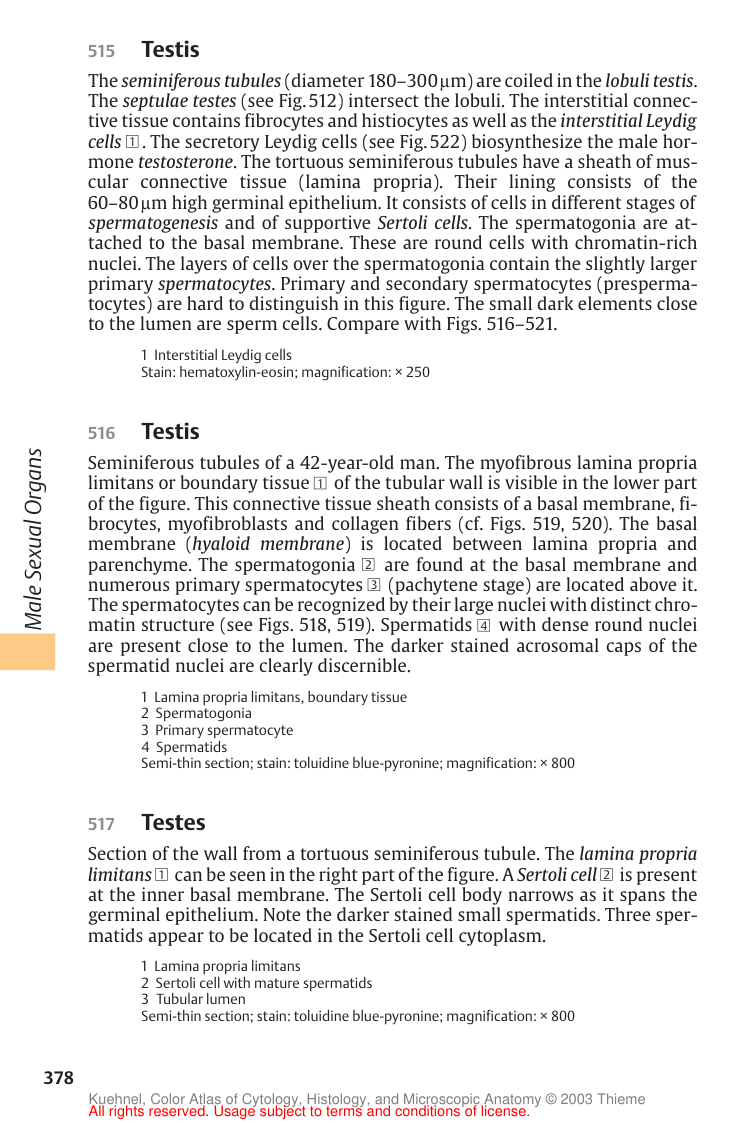 515 Testis
The seminiferous tubules (diameter 180–300 µm) are coiled in the lobuli testis.
The septulae testes (see Fig. 512) intersect the lobuli. The interstitial connec-
tive tissue contains fibrocytes and histiocytes as well as the interstitial Leydig
cells 1. The secretory Leydig cells (see Fig. 522) biosynthesize the male hor-
mone testosterone. The tortuous seminiferous tubules have a sheath of mus-
cular connective tissue (lamina propria). Their lining consists of the
60–80 µm high germinal epithelium. It consists of cells in different stages of
spermatogenesis and of supportive Sertoli cells. The spermatogonia are at-
tached to the basal membrane. These are round cells with chromatin-rich
nuclei. The layers of cells over the spermatogonia contain the slightly larger
primary spermatocytes. Primary and secondary spermatocytes (presperma-
tocytes) are hard to distinguish in this figure. The small dark elements close
to the lumen are sperm cells. Compare with Figs. 516–521.
1 Interstitial Leydig cells
Stain: hematoxylin-eosin; magnification: × 250
516 Testis
Seminiferous tubules of a 42-year-old man. The myofibrous lamina propria
limitans or boundary tissue 1 of the tubular wall is visible in the lower part
of the figure. This connective tissue sheath consists of a basal membrane, fi-
brocytes, myofibroblasts and collagen fibers (cf. Figs. 519, 520). The basal
membrane (hyaloid membrane) is located between lamina propria and
parenchyme. The spermatogonia 2 are found at the basal membrane and
numerous primary spermatocytes 3 (pachytene stage) are located above it.
The spermatocytes can be recognized by their large nuclei with distinct chro-
matin structure (see Figs. 518, 519). Spermatids 4 with dense round nuclei
are present close to the lumen. The darker stained acrosomal caps of the
spermatid nuclei are clearly discernible.
1 Lamina propria limitans, boundary tissue
2 Spermatogonia
3 Primary spermatocyte
4 Spermatids
Semi-thin section; stain: toluidine blue-pyronine; magnification: × 800
517 Testes
Section of the wall from a tortuous seminiferous tubule. The lamina propria
limitans 1 can be seen in the right part of the figure. A Sertoli cell 2 is present
at the inner basal membrane. The Sertoli cell body narrows as it spans the
germinal epithelium. Note the darker stained small spermatids. Three sper-
matids appear to be located in the Sertoli cell cytoplasm.
1 Lamina propria limitans
2 Sertoli cell with mature spermatids
3 Tubular lumen
Semi-thin section; stain: toluidine blue-pyronine; magnification: × 800
Male Sexual Organs
378
Kuehnel, Color Atlas of Cytology, Histology, and Microscopic Anatomy © 2003 Thieme
All rights reserved. Usage subject to terms and conditions of license.